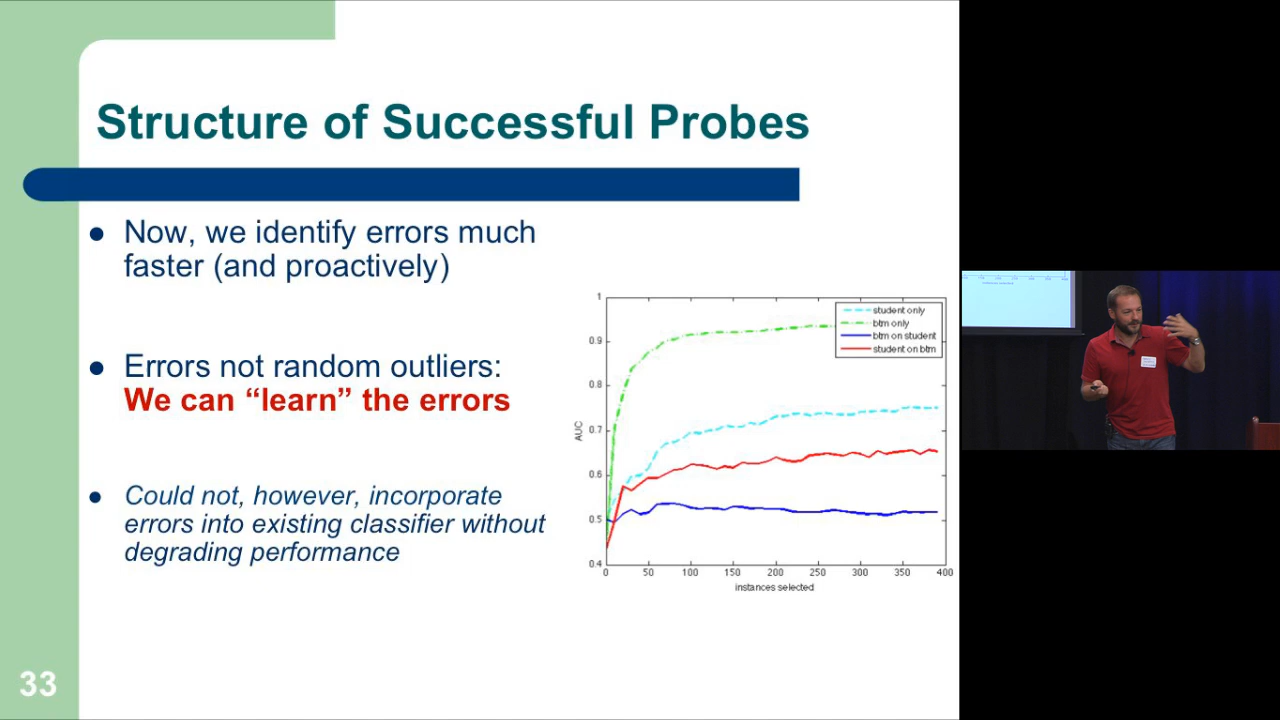 Structure of Successful Probes
Now, we identify errors much
faster (and proactively)
Errors not random outliers:
We can “learn” the errors
Could not, however, incorporate
errors into existing classifier without
degrading performance
student only
btm only
btm on student
student on btm
1
0.9
0.8
0.7
0.6
0.5
0.4
AUC
0 50 100 150 200 250 300 350 400
instances selected
33